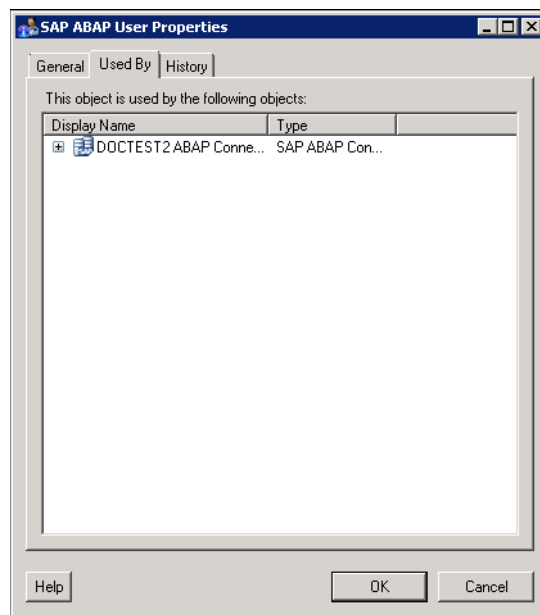 SAP ABAP User Properties
General Used By History
This object is used by the following objects:
Display Name Type
DOCTEST2 ABAP Conne... SAP ABAP Con...
Help OK Cancel